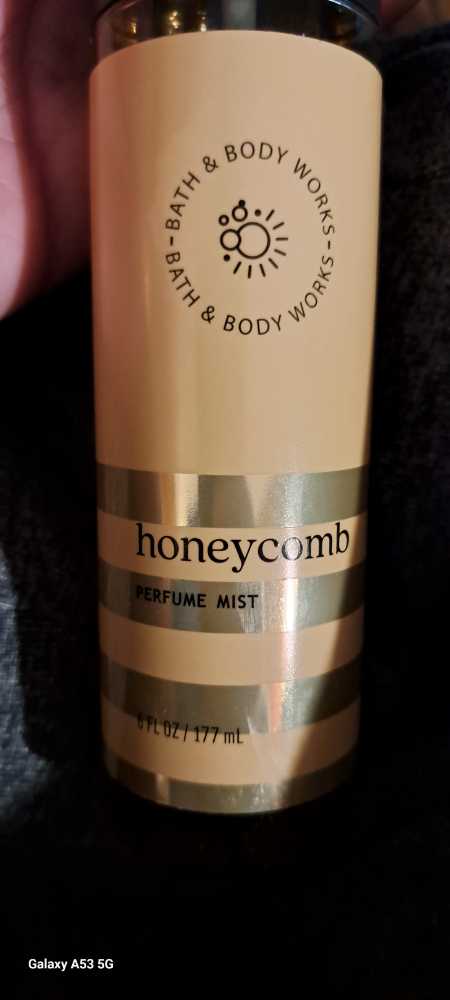 - BATH & BODY WORKS -
BATH & BODY WORKS
honeycomb
PERFUME MIST
6 FL OZ / 177 mL
Galaxy A53 5G